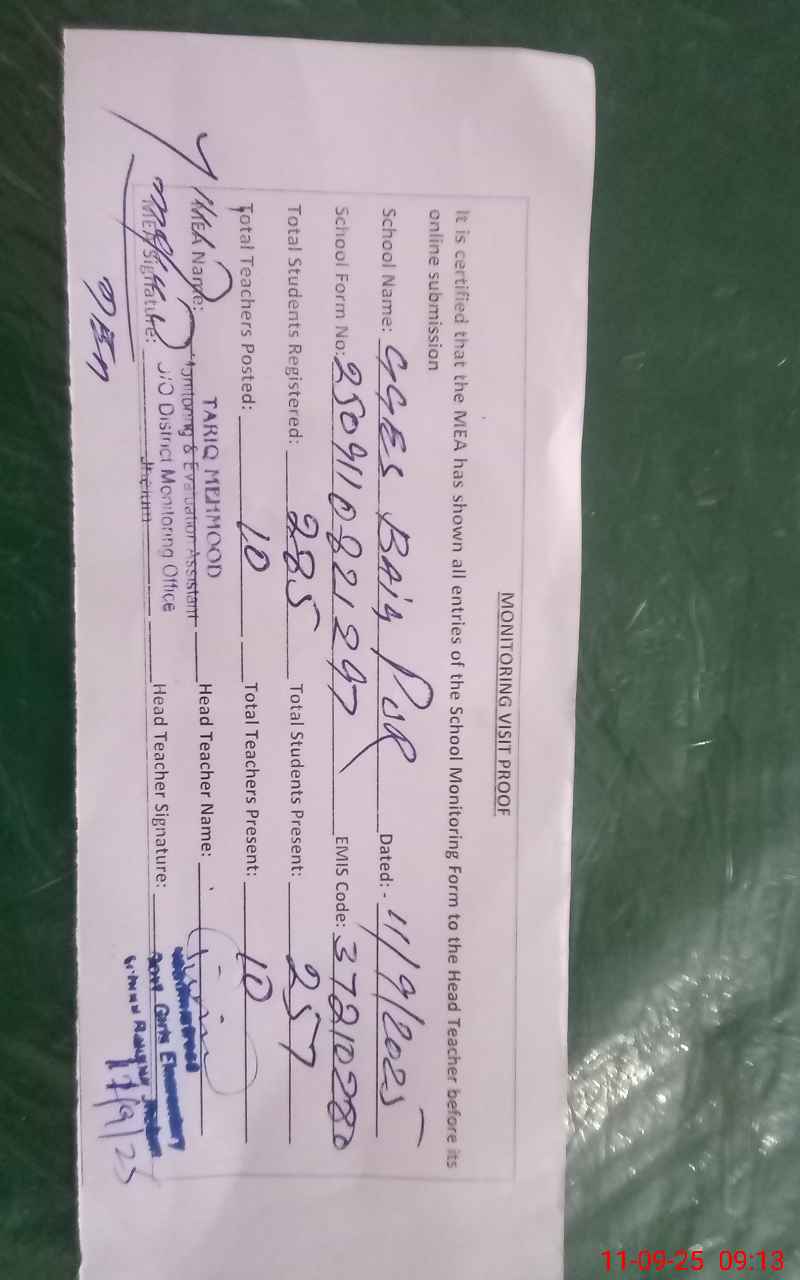 MONITORING VISIT PROOF
It is certified that the MEA has shown all entries of the School Monitoring Form to the Head Teacher before its
online submission
School Name: GGES BAIG PUR Dated: - 11/9/2025
School Form No: EMIS Code: 37210280
Total Students Registered: 285 Total Students Present: 257
Total Teachers Posted: 10 Total Teachers Present: 10
MEA Name: TARIQ MEHMOOD Head Teacher Name:
Monitoring & Evaluation Assistant
MEA Signature: O/O District Monitoring Office Head Teacher Signature:
Jhelum
Govt Girls Elementary
School
11/9/25
11-09-25 09:13